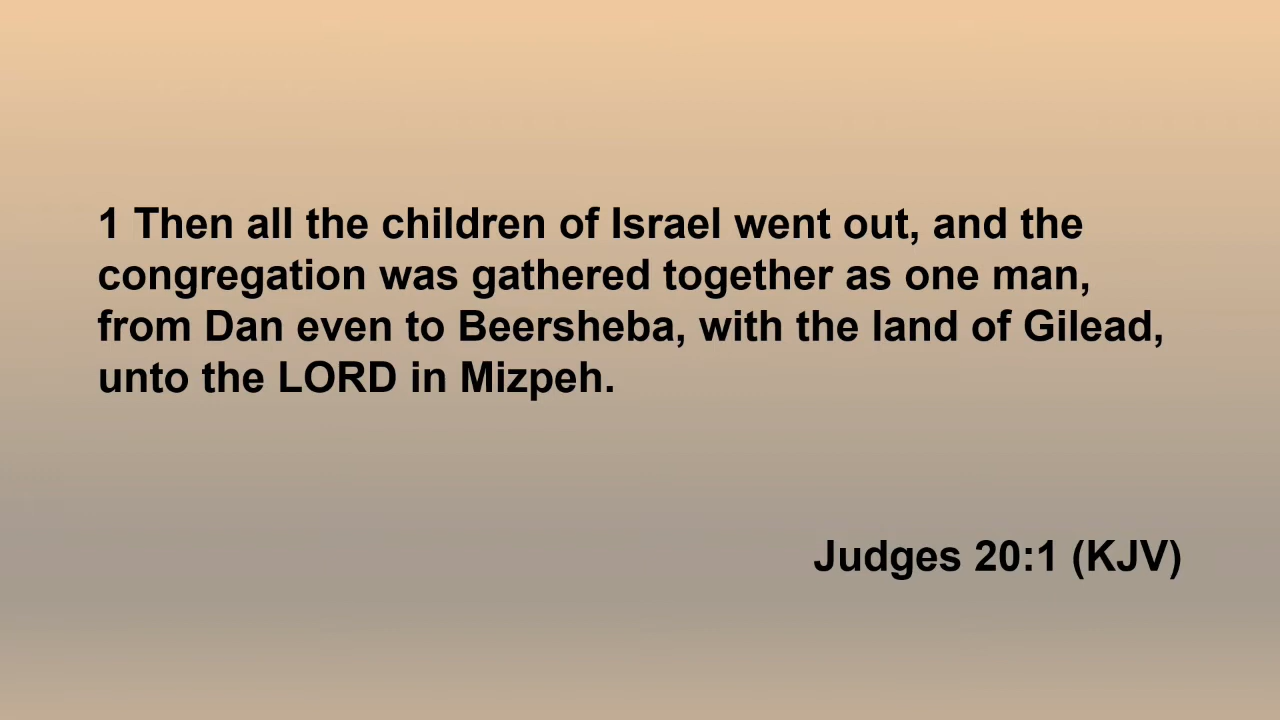 1 Then all the children of Israel went out, and the
congregation was gathered together as one man,
from Dan even to Beersheba, with the land of Gilead,
unto the LORD in Mizpeh.
Judges 20:1 (KJV)